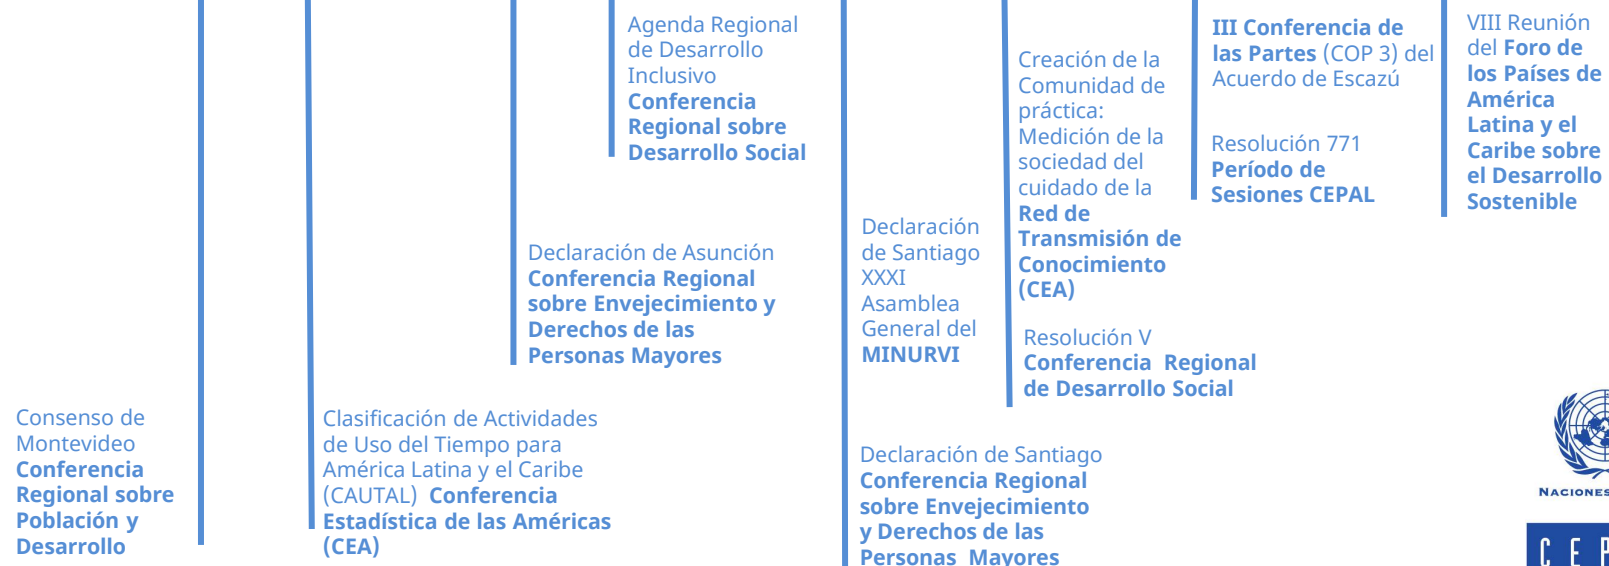 Consenso de
Montevideo
Conferencia
Regional sobre
Población y
Desarrollo
Clasificación de Actividades
de Uso del Tiempo para
América Latina y el Caribe
(CAUTAL) Conferencia
Estadística de las Américas
(CEA)
Declaración de Asunción
Conferencia Regional
sobre Envejecimiento y
Derechos de las
Personas Mayores
Agenda Regional
de Desarrollo
Inclusivo
Conferencia
Regional sobre
Desarrollo Social
Declaración
de Santiago
XXXI
Asamblea
General del
MINURVI
Declaración de Santiago
Conferencia Regional
sobre Envejecimiento
y Derechos de las
Personas Mayores
Creación de la
Comunidad de
práctica:
Medición de la
sociedad del
cuidado de la
Red de
Transmisión de
Conocimiento
(CEA)
Resolución V
Conferencia Regional
de Desarrollo Social
III Conferencia de
las Partes (COP 3) del
Acuerdo de Escazú
Resolución 771
Período de
Sesiones CEPAL
VIII Reunión
del Foro de
los Países de
América
Latina y el
Caribe sobre
el Desarrollo
Sostenible
NACIONES